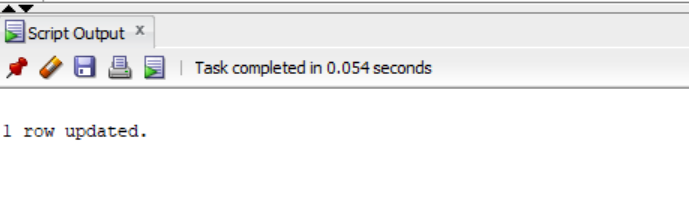 Script Output x
Task completed in 0.054 seconds
1 row updated.